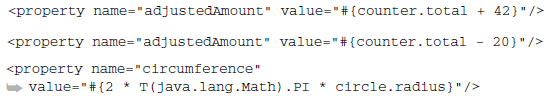 <property name="adjustedAmount" value="#{counter.total + 42}"/>
<property name="adjustedAmount" value="#{counter.total - 20}"/>
<property name="circumference"
➥ value="#{2 * T(java.lang.Math).PI * circle.radius}"/>